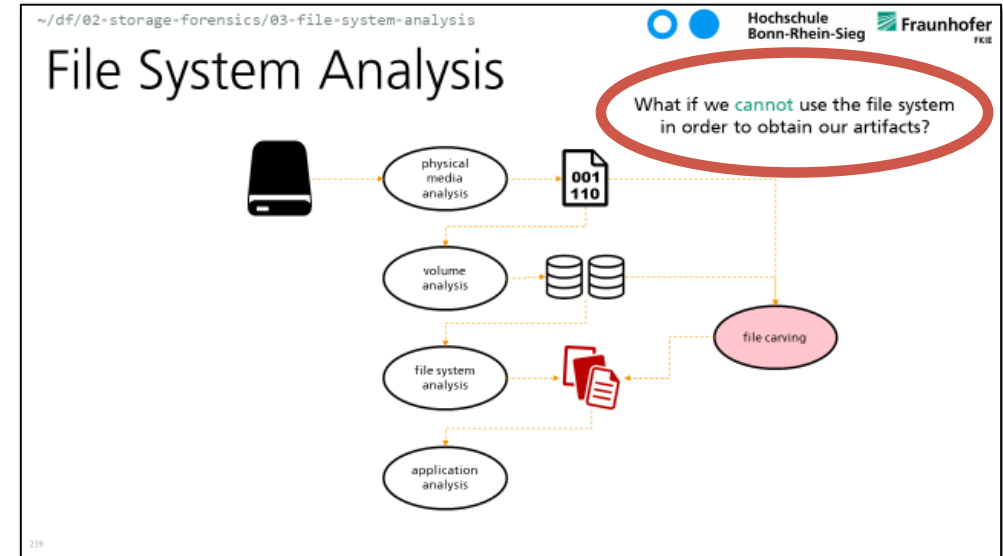 ~/df/02-storage-forensics/03-file-system-analysis
Hochschule
Bonn-Rhein-Sieg
Fraunhofer
FKIE
File System Analysis
What if we cannot use the file system
in order to obtain our artifacts?
physical
media
analysis
001
110
volume
analysis
file carving
file system
analysis
application
analysis
239